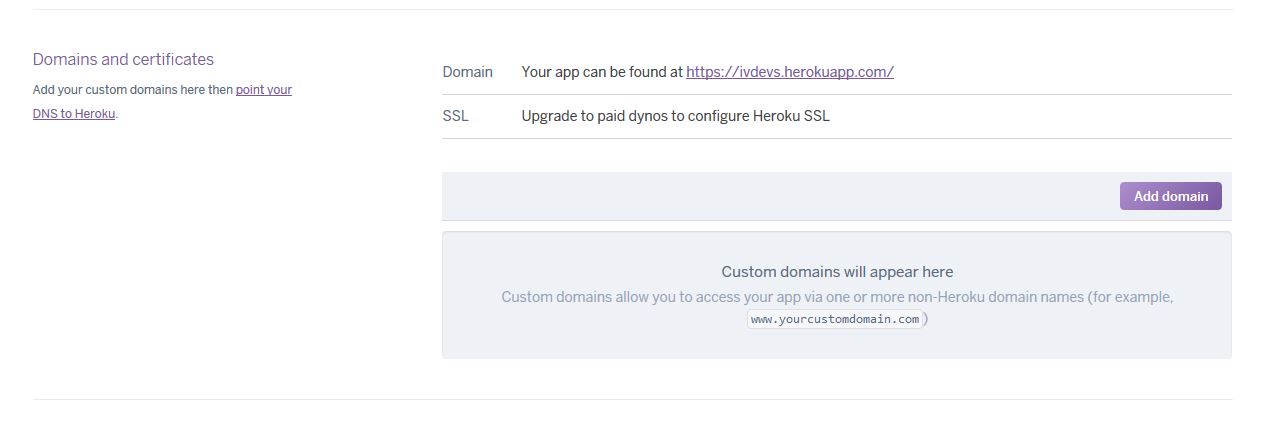 Domains and certificates
Add your custom domains here then point your
DNS to Heroku.
Domain Your app can be found at https://ivdevs.herokuapp.com/
SSL Upgrade to paid dynos to configure Heroku SSL
Add domain
Custom domains will appear here
Custom domains allow you to access your app via one or more non-Heroku domain names (for example,
www.yourcustomdomain.com)